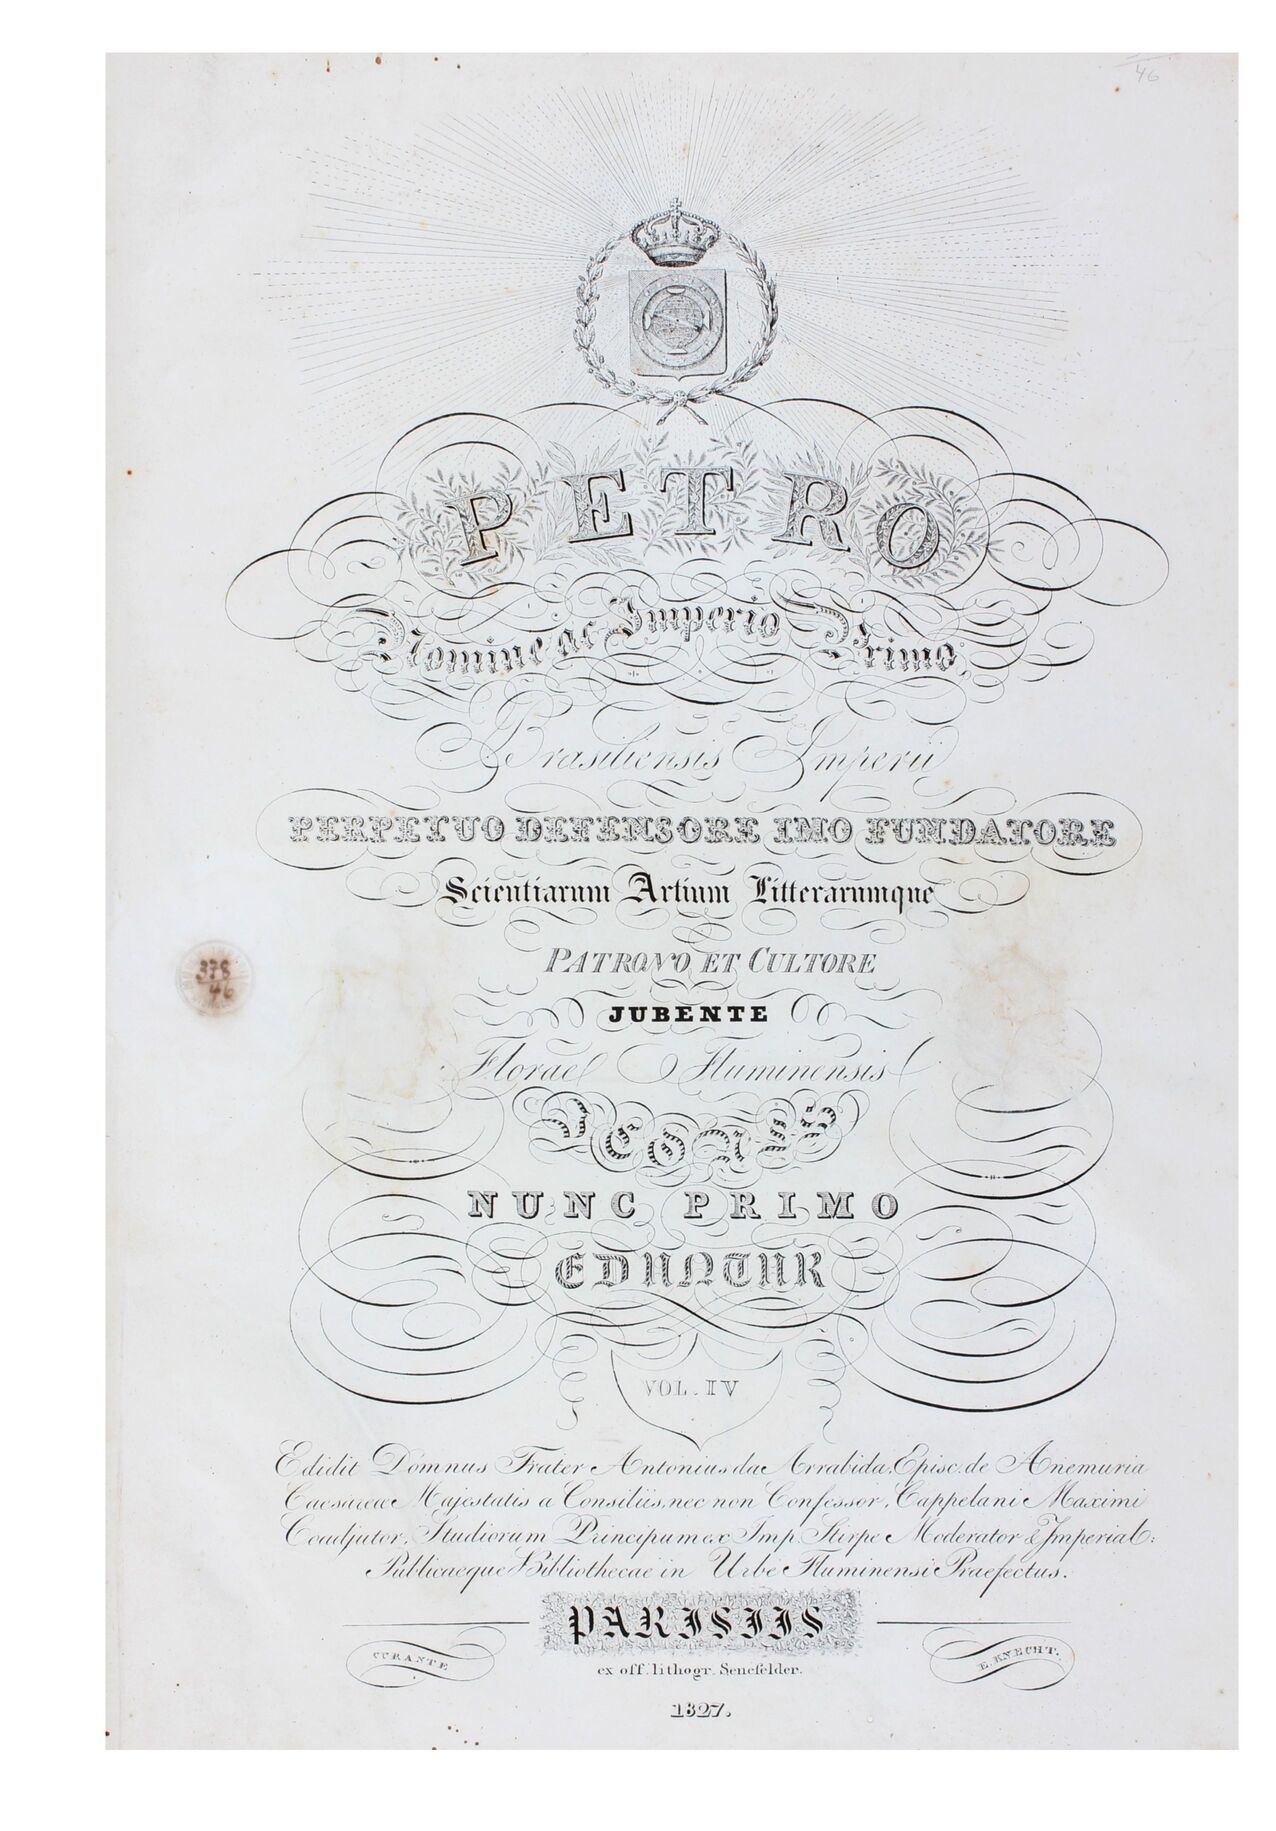 46
PETRO
Nomine ac Imperio Primo
Brasiliensis Imperii
PERPETUO DEFENSORE IMO FUNDATORE
Scientiarum Artium Litterarumque
PATRONO ET CULTORE
JUBENTE
Florae Fluminensis
ICONES
NUNC PRIMO
EDUNTUR
VOL. IV
Edidit Domnus Frater Antonius da Arrabida, Episc. de Anemuria
Caesareae Majestatis a Consiliis, nec non Confessor, Cappelani Maximi
Coadjutor, Studiorum Principum ex Imp. Stirpe Moderator & Imperial:
Publicaeque Bibliothecae in Urbe Fluminensi Praefectus.
PARISIIS
CURANTE
E. KNECHT.
ex off. lithogr. Senefelder.
1827.
378
46